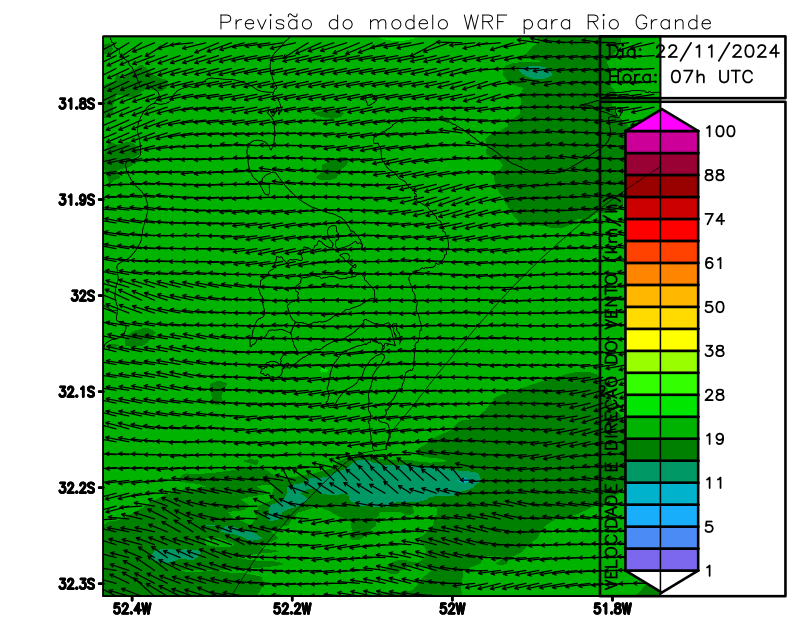 Previsão do modelo WRF para Rio Grande
Dia: 22/11/2024
Hora: 07h UTC
31.8S
31.9S
32S
32.1S
32.2S
32.3S
52.4W
52.2W
52W
51.8W
VELOCIDADE E DIREÇÃO DO VENTO (km/h)
100
88
74
61
50
38
28
19
11
5
1